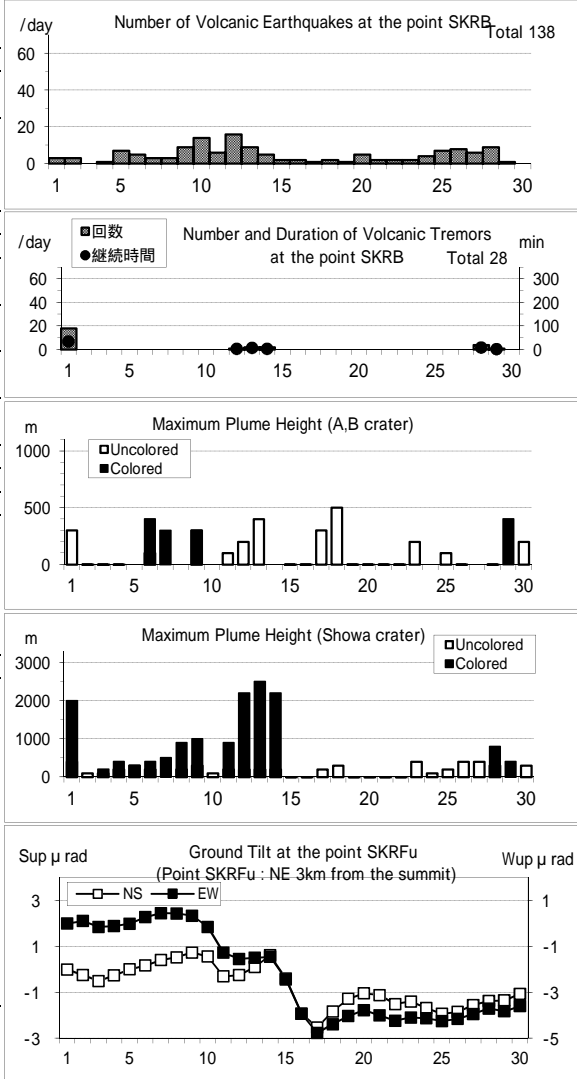 /day Number of Volcanic Earthquakes at the point SKRB Total 138
60
40
20
0
1 5 10 15 20 25 30
回数
継続時間
/day Number and Duration of Volcanic Tremors min
at the point SKRB Total 28
60 300
40 200
20 100
0 0
1 5 10 15 20 25 30
m Maximum Plume Height (A,B crater)
Uncolored
Colored
1000
500
0
1 5 10 15 20 25 30
m Maximum Plume Height (Showa crater)
Uncolored
Colored
3000
2000
1000
0
1 5 10 15 20 25 30
Sup μ rad Ground Tilt at the point SKRFu Wup μ rad
(Point SKRFu : NE 3km from the summit)
NS EW
3 1
1 -1
-1 -3
-3 -5
1 5 10 15 20 25 30